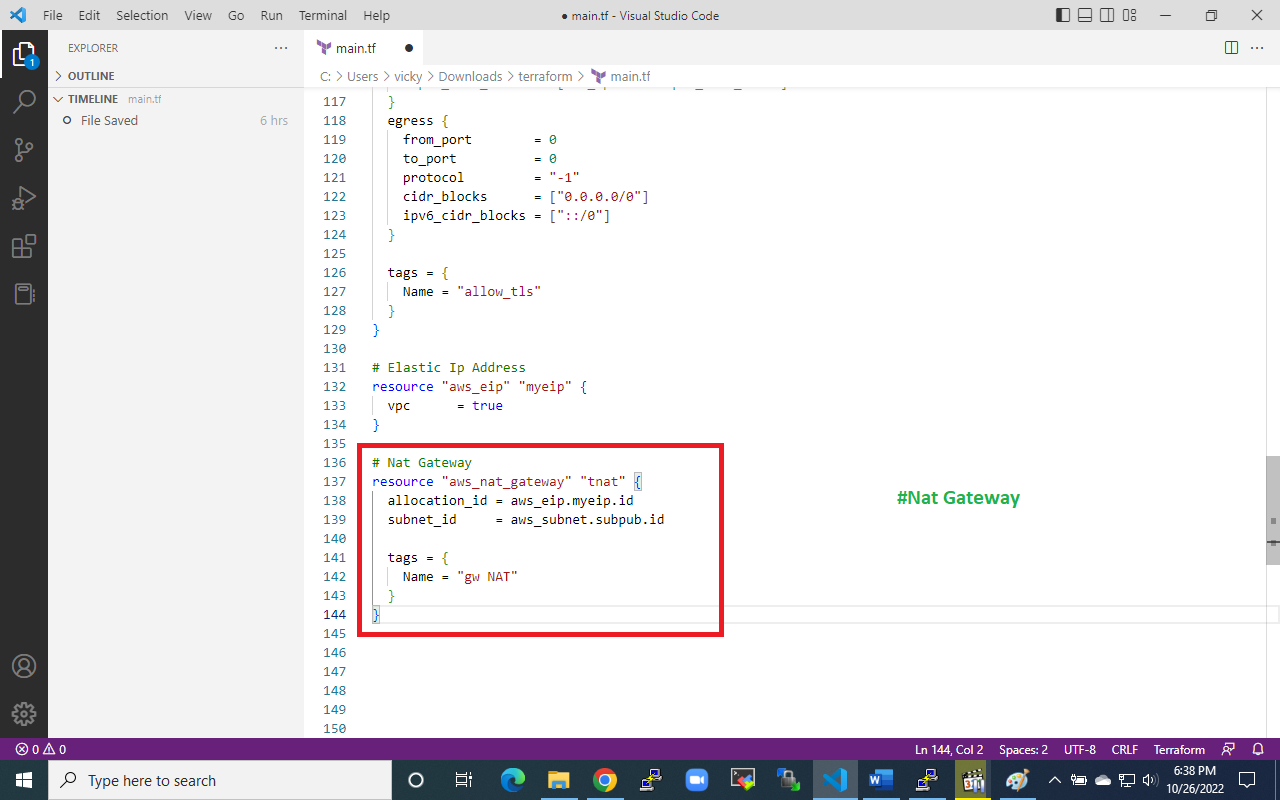 File Edit Selection View Go Run Terminal Help
● main.tf - Visual Studio Code
EXPLORER
OUTLINE
TIMELINE main.tf
File Saved 6 hrs
1
main.tf
C: > Users > vicky > Downloads > terraform > main.tf
117 }
118 egress {
119 from_port = 0
120 to_port = 0
121 protocol = "-1"
122 cidr_blocks = ["0.0.0.0/0"]
123 ipv6_cidr_blocks = ["::/0"]
124 }
125
126 tags = {
127 Name = "allow_tls"
128 }
129 }
130
131 # Elastic Ip Address
132 resource "aws_eip" "myeip" {
133 vpc = true
134 }
135
136 # Nat Gateway
137 resource "aws_nat_gateway" "tnat" {
138 allocation_id = aws_eip.myeip.id
139 subnet_id = aws_subnet.subpub.id
140
141 tags = {
142 Name = "gw NAT"
143 }
144 }
145
146
147
148
149
150
#Nat Gateway
0 0
Ln 144, Col 2 Spaces: 2 UTF-8 CRLF Terraform
Type here to search
6:38 PM
10/26/2022